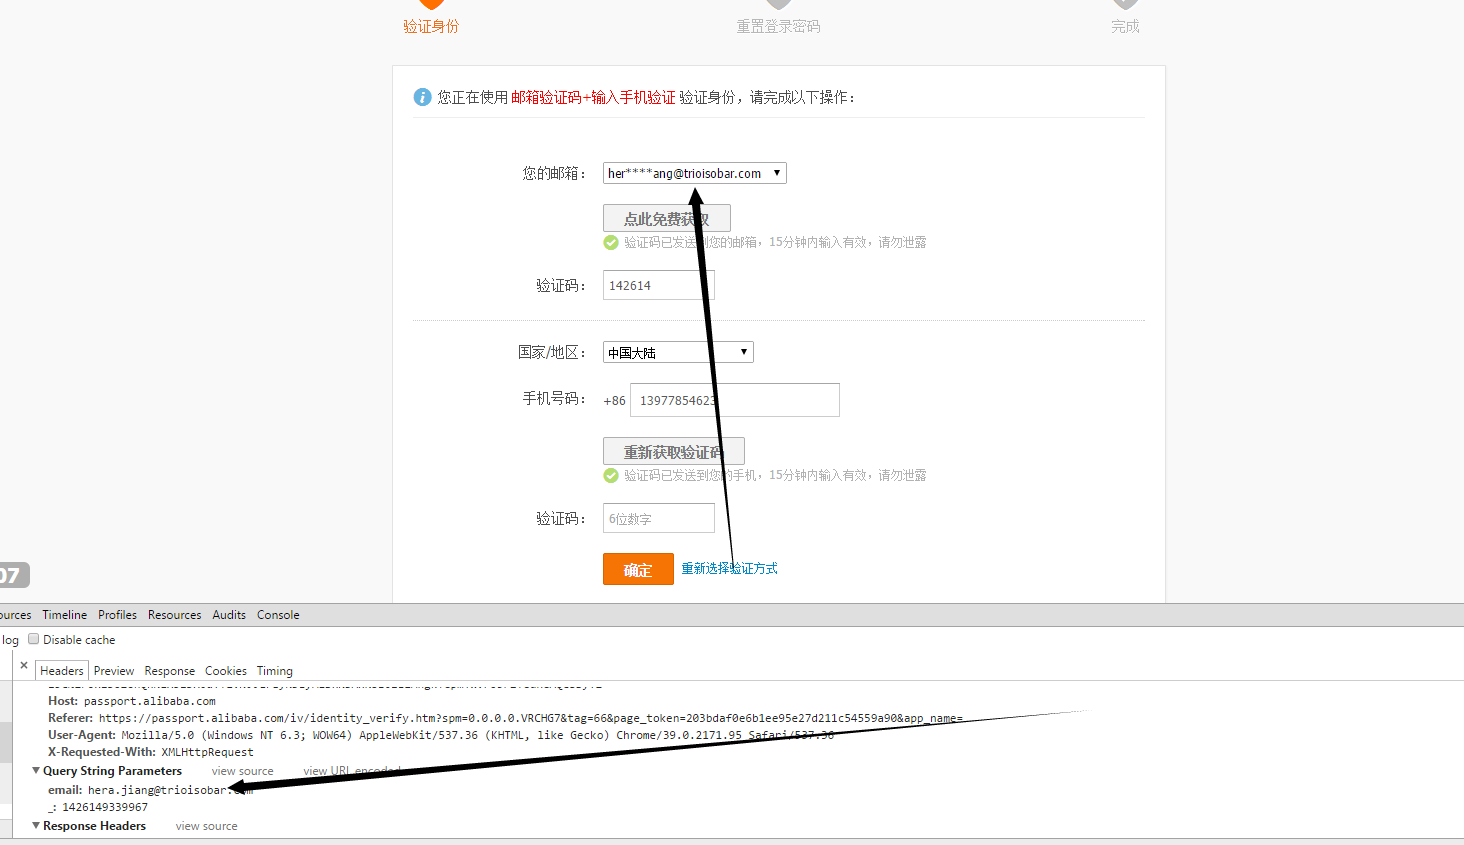 验证身份
重置登录密码
完成
您正在使用 邮箱验证码+输入手机验证 验证身份，请完成以下操作：
您的邮箱： her****ang@trioisobar.com
点此免费获取
验证码已发送到您的邮箱，15分钟内输入有效，请勿泄露
验证码： 142614
国家/地区： 中国大陆
手机号码： +86 13977854623
重新获取验证码
验证码已发送到您的手机，15分钟内输入有效，请勿泄露
验证码： 6位数字
确定 重新选择验证方式
07
ources Timeline Profiles Resources Audits Console
log Disable cache
× Headers Preview Response Cookies Timing
Host: passport.alibaba.com
Referer: https://passport.alibaba.com/iv/identity_verify.htm?spm=0.0.0.0.VRCHG7&tag=66&page_token=203bdaf0e6b1ee95e27d211c54559a90&app_name=
User-Agent: Mozilla/5.0 (Windows NT 6.3; WOW64) AppleWebKit/537.36 (KHTML, like Gecko) Chrome/39.0.2171.95 Safari/537.36
X-Requested-With: XMLHttpRequest
Query String Parameters view source view URL encoded
email: hera.jiang@trioisobar.com
_: 1426149339967
Response Headers view source